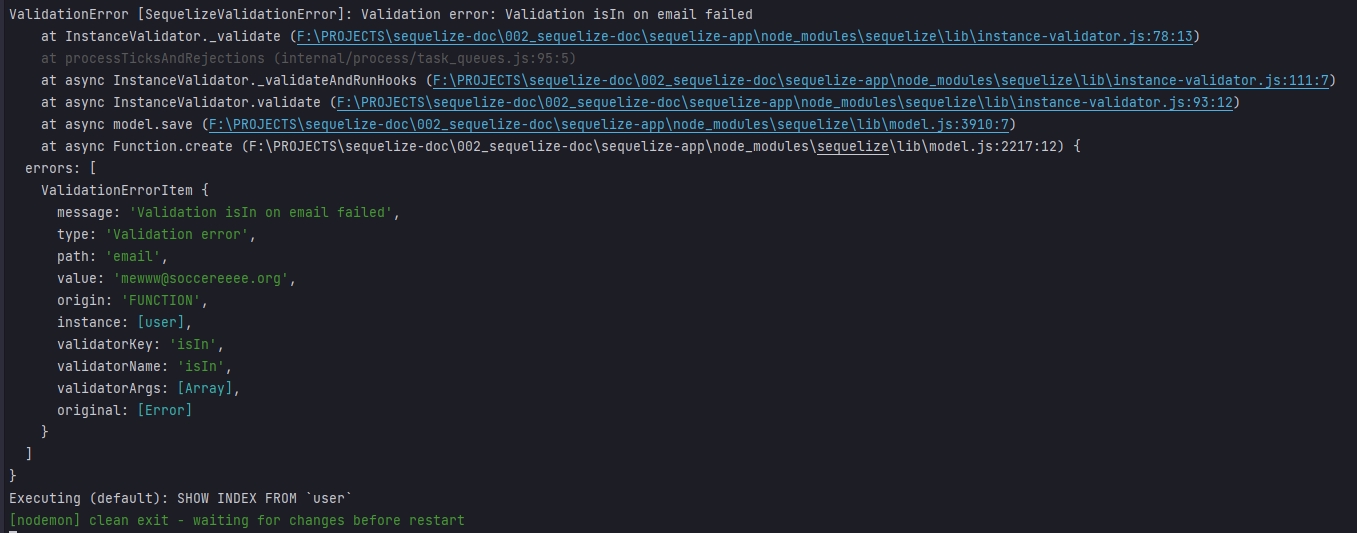 ValidationError [SequelizeValidationError]: Validation error: Validation isIn on email failed
    at InstanceValidator._validate (F:\PROJECTS\sequelize-doc\002_sequelize-doc\sequelize-app\node_modules\sequelize\lib\instance-validator.js:78:13)
    at processTicksAndRejections (internal/process/task_queues.js:95:5)
    at async InstanceValidator._validateAndRunHooks (F:\PROJECTS\sequelize-doc\002_sequelize-doc\sequelize-app\node_modules\sequelize\lib\instance-validator.js:111:7)
    at async InstanceValidator.validate (F:\PROJECTS\sequelize-doc\002_sequelize-doc\sequelize-app\node_modules\sequelize\lib\instance-validator.js:93:12)
    at async model.save (F:\PROJECTS\sequelize-doc\002_sequelize-doc\sequelize-app\node_modules\sequelize\lib\model.js:3910:7)
    at async Function.create (F:\PROJECTS\sequelize-doc\002_sequelize-doc\sequelize-app\node_modules\sequelize\lib\model.js:2217:12) {
  errors: [
    ValidationErrorItem {
      message: 'Validation isIn on email failed',
      type: 'Validation error',
      path: 'email',
      value: 'mewww@soccereeee.org',
      origin: 'FUNCTION',
      instance: [user],
      validatorKey: 'isIn',
      validatorName: 'isIn',
      validatorArgs: [Array],
      original: [Error]
    }
  ]
}
Executing (default): SHOW INDEX FROM `user`
[nodemon] clean exit - waiting for changes before restart